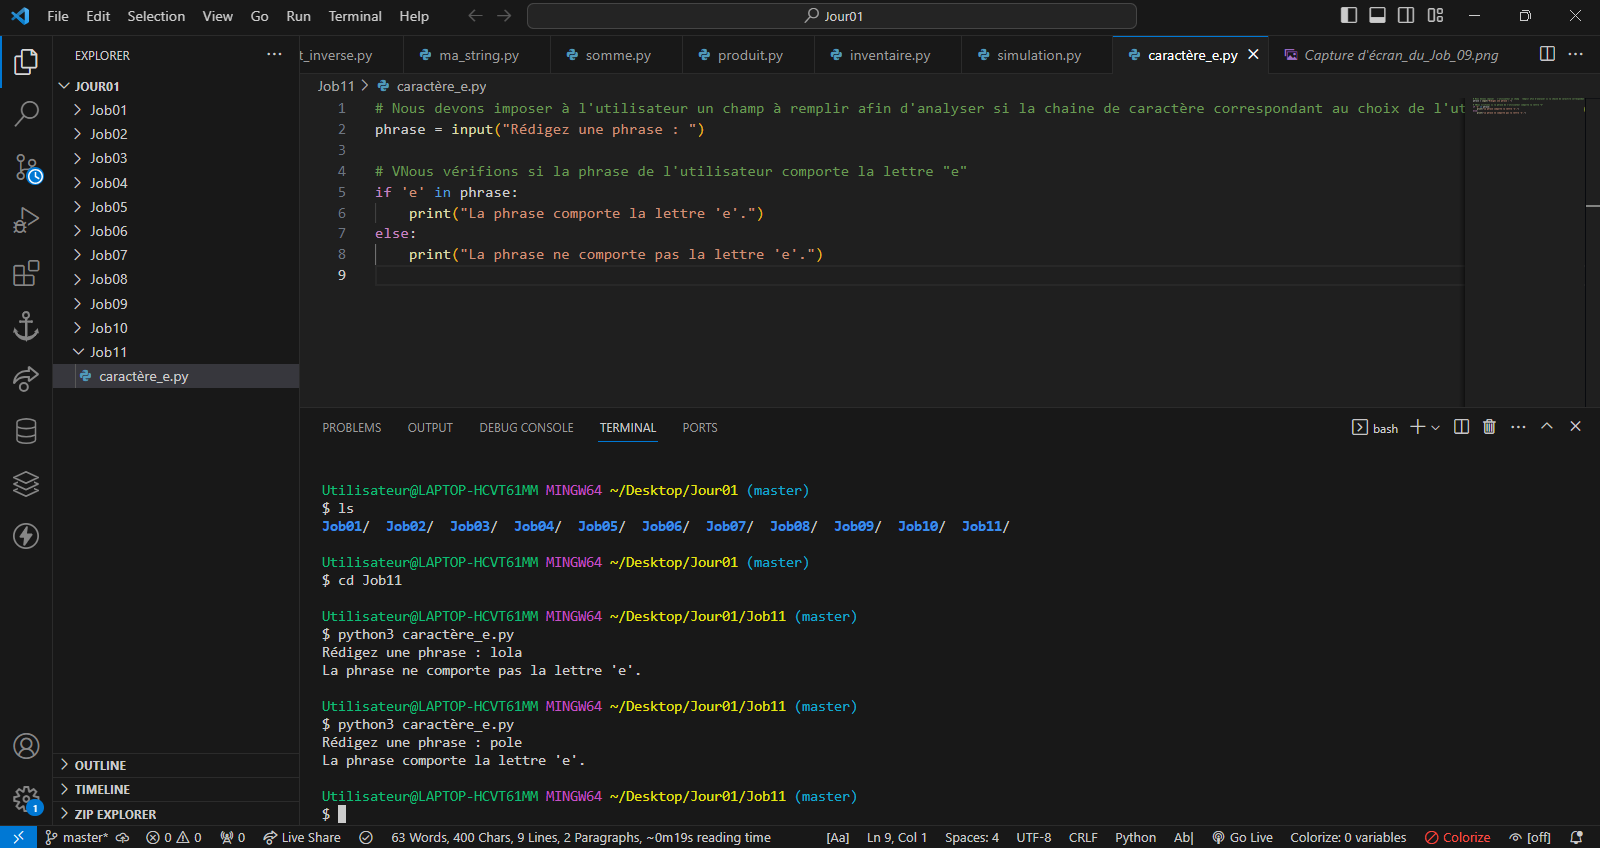 File Edit Selection View Go Run Terminal Help
Jour01
EXPLORER
t_inverse.py ma_string.py somme.py produit.py inventaire.py simulation.py caractère_e.py Capture d'écran_du_Job_09.png
JOUR01
Job01
Job02
Job03
Job04
Job05
Job06
Job07
Job08
Job09
Job10
Job11
caractère_e.py
OUTLINE
TIMELINE
ZIP EXPLORER
Job11 > caractère_e.py
1 # Nous devons imposer à l'utilisateur un champ à remplir afin d'analyser si la chaine de caractère correspondant au choix de l'ut
2 phrase = input("Rédigez une phrase : ")
3
4 # VNous vérifions si la phrase de l'utilisateur comporte la lettre "e"
5 if 'e' in phrase:
6 print("La phrase comporte la lettre 'e'.")
7 else:
8 print("La phrase ne comporte pas la lettre 'e'.")
9
PROBLEMS OUTPUT DEBUG CONSOLE TERMINAL PORTS
bash
Utilisateur@LAPTOP-HCVT61MM MINGW64 ~/Desktop/Jour01 (master)
$ ls
Job01/ Job02/ Job03/ Job04/ Job05/ Job06/ Job07/ Job08/ Job09/ Job10/ Job11/
Utilisateur@LAPTOP-HCVT61MM MINGW64 ~/Desktop/Jour01 (master)
$ cd Job11
Utilisateur@LAPTOP-HCVT61MM MINGW64 ~/Desktop/Jour01/Job11 (master)
$ python3 caractère_e.py
Rédigez une phrase : lola
La phrase ne comporte pas la lettre 'e'.
Utilisateur@LAPTOP-HCVT61MM MINGW64 ~/Desktop/Jour01/Job11 (master)
$ python3 caractère_e.py
Rédigez une phrase : pole
La phrase comporte la lettre 'e'.
Utilisateur@LAPTOP-HCVT61MM MINGW64 ~/Desktop/Jour01/Job11 (master)
$
1
master* 0 0 0 Live Share 63 Words, 400 Chars, 9 Lines, 2 Paragraphs, ~0m19s reading time [Aa] Ln 9, Col 1 Spaces: 4 UTF-8 CRLF Python Ab| Go Live Colorize: 0 variables Colorize [off]